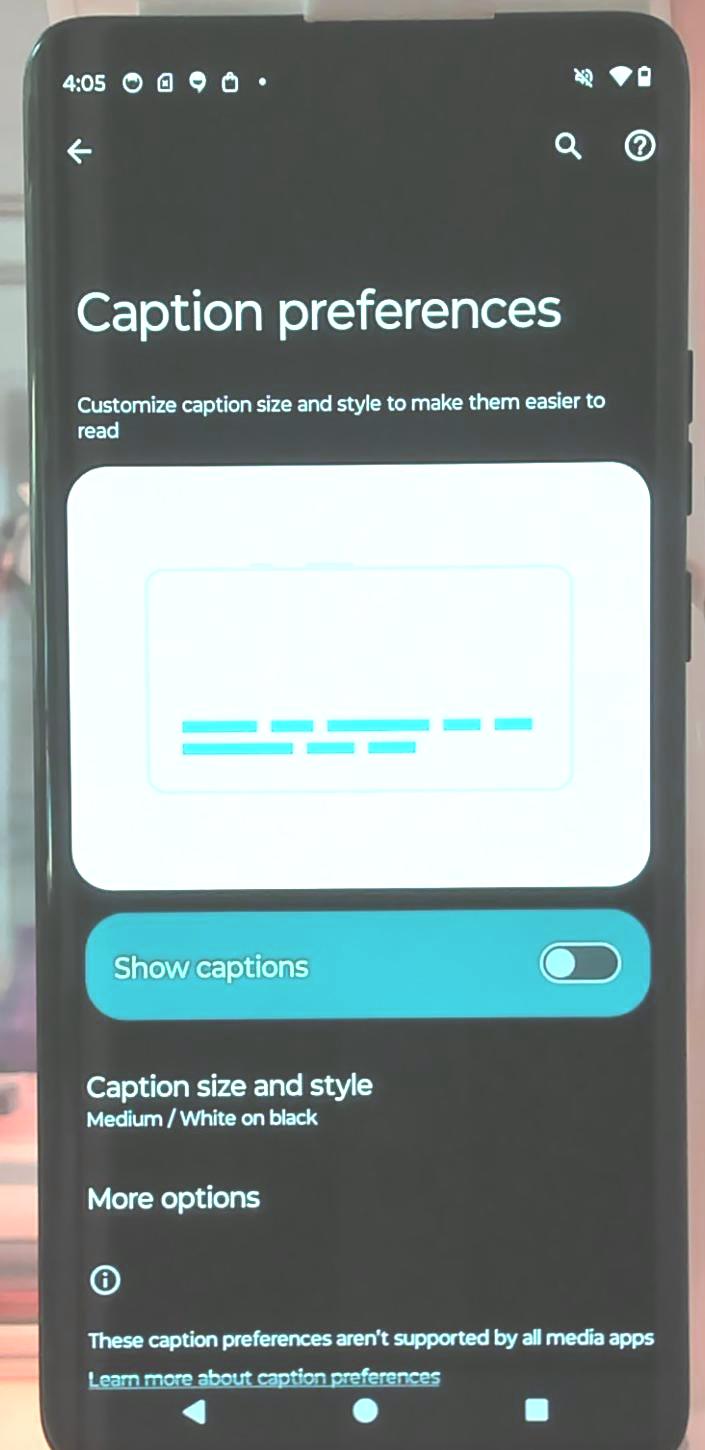 4:05
Caption preferences
Customize caption size and style to make them easier to
read
Show captions
Caption size and style
Medium / White on black
More options
These caption preferences aren't supported by all media apps
Learn more about caption preferences